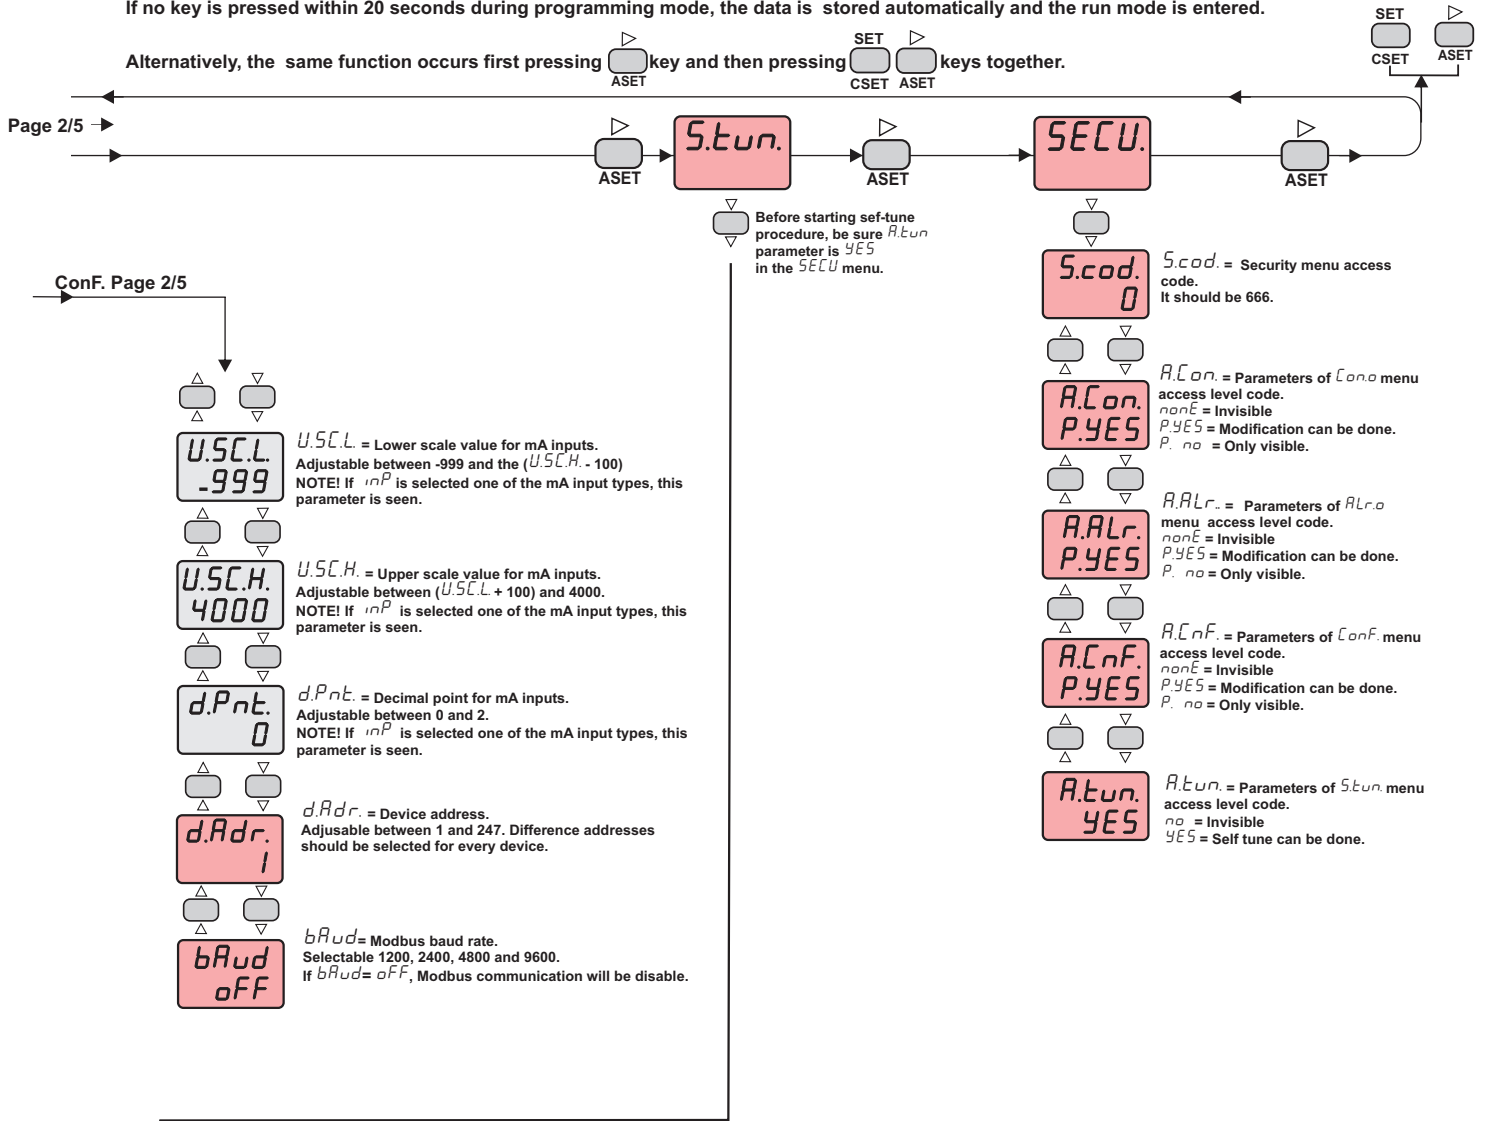 If no key is pressed within 20 seconds during programming mode, the data is stored automatically and the run mode is entered.
SET
CSET
ASET
Alternatively, the same function occurs first pressing key and then pressing keys together.
ASET
SET
CSET
ASET
Page 2/5
ASET
S.tun.
ASET
SECU.
ASET
Before starting sef-tune
procedure, be sure A.tun
parameter is YES
in the SECU menu.
ConF. Page 2/5
U.SC.L.
-999
U.SC.L. = Lower scale value for mA inputs.
Adjustable between -999 and the (U.SC.H. - 100)
NOTE! If inP is selected one of the mA input types, this
parameter is seen.
U.SC.H.
4000
U.SC.H. = Upper scale value for mA inputs.
Adjustable between (U.SC.L. + 100) and 4000.
NOTE! If inP is selected one of the mA input types, this
parameter is seen.
d.Pnt.
0
d.Pnt. = Decimal point for mA inputs.
Adjustable between 0 and 2.
NOTE! If inP is selected one of the mA input types, this
parameter is seen.
d.Adr.
1
d.Adr. = Device address.
Adjusable between 1 and 247. Difference addresses
should be selected for every device.
bAud
oFF
bAud= Modbus baud rate.
Selectable 1200, 2400, 4800 and 9600.
If bAud= oFF, Modbus communication will be disable.
S.cod.
0
S.cod. = Security menu access
code.
It should be 666.
A.Con.
P.YES
A.Con. = Parameters of Con.o menu
access level code.
nonE = Invisible
P.YES = Modification can be done.
P. no = Only visible.
A.ALr.
P.YES
A.ALr.. = Parameters of ALr.o
menu access level code.
nonE = Invisible
P.YES = Modification can be done.
P. no = Only visible.
A.CnF.
P.YES
A.CnF. = Parameters of ConF. menu
access level code.
nonE = Invisible
P.YES = Modification can be done.
P. no = Only visible.
A.tun.
YES
A.tun. = Parameters of S.tun. menu
access level code.
no = Invisible
YES = Self tune can be done.